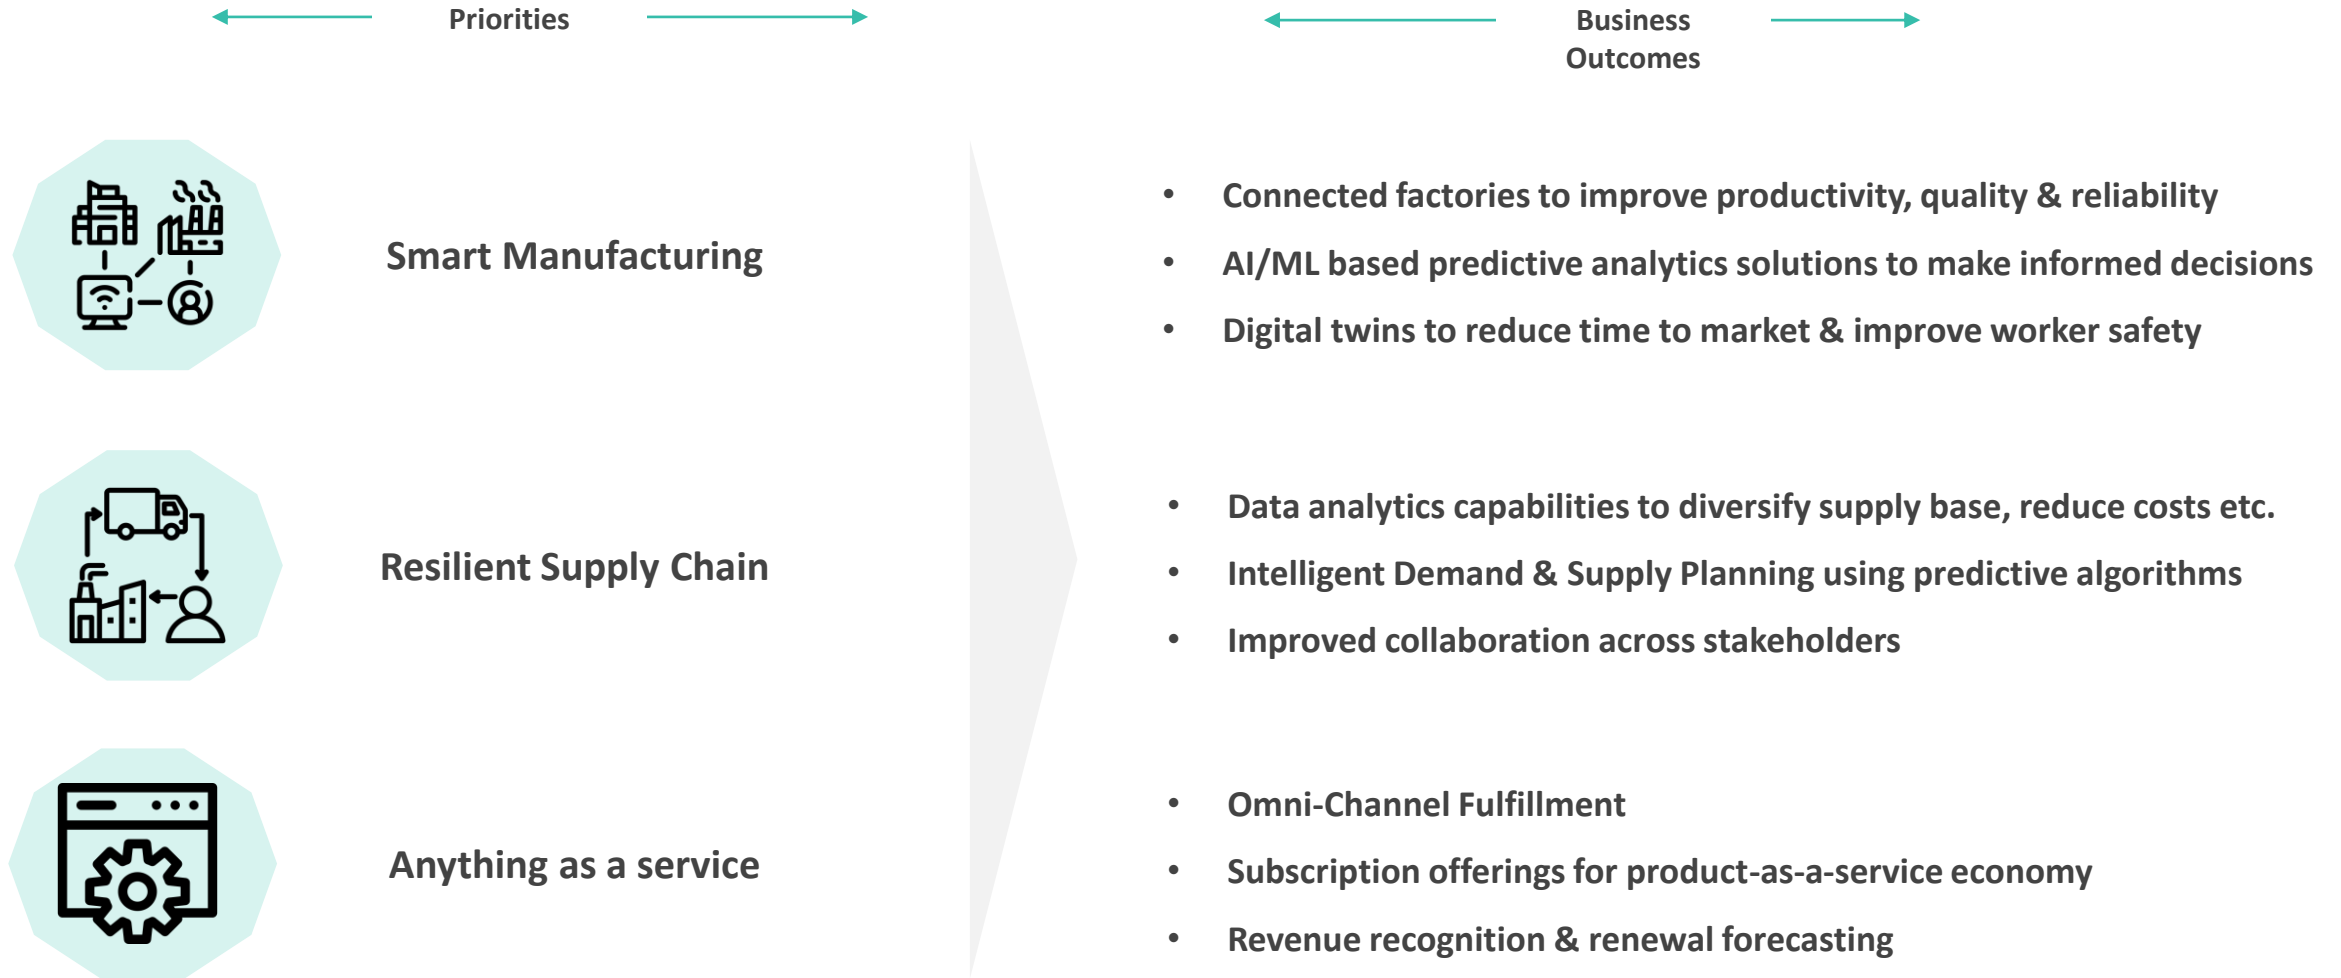 Priorities
Business
Outcomes
Smart Manufacturing
• Connected factories to improve productivity, quality & reliability
• AI/ML based predictive analytics solutions to make informed decisions
• Digital twins to reduce time to market & improve worker safety
Resilient Supply Chain
• Data analytics capabilities to diversify supply base, reduce costs etc.
• Intelligent Demand & Supply Planning using predictive algorithms
• Improved collaboration across stakeholders
Anything as a service
• Omni-Channel Fulfillment
• Subscription offerings for product-as-a-service economy
• Revenue recognition & renewal forecasting